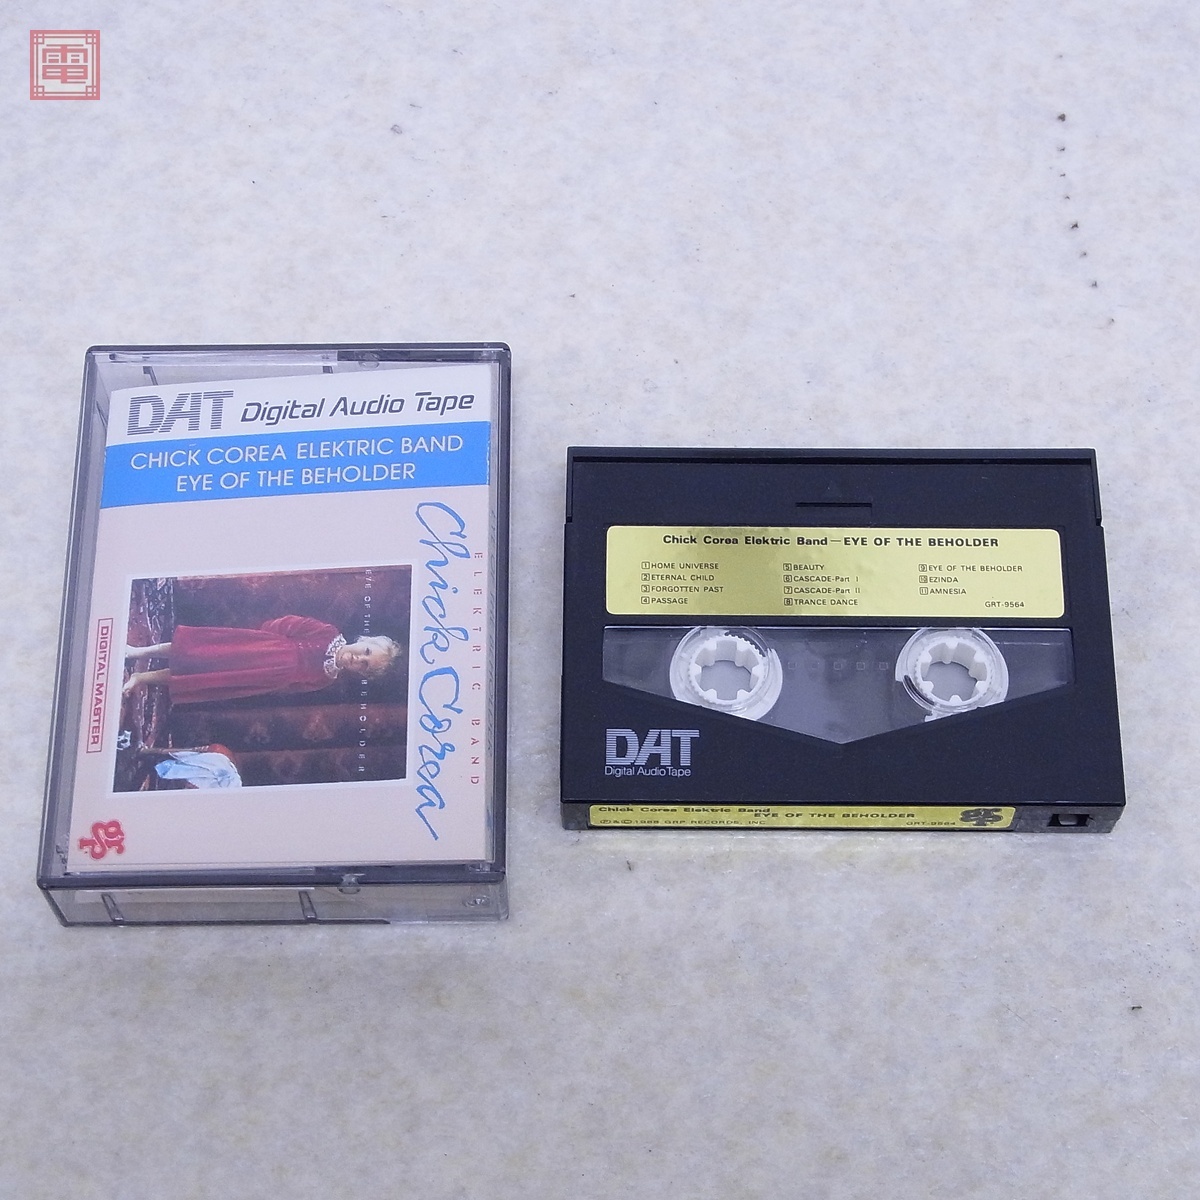 電
DAT Digital Audio Tape
CHICK COREA ELEKTRIC BAND
EYE OF THE BEHOLDER
Chick Corea
ELEKTRIC BAND
EYE OF THE BEHOLDER
DIGITAL MASTER
GRP
Chick Corea Elektric Band—EYE OF THE BEHOLDER
1 HOME UNIVERSE
2 ETERNAL CHILD
3 FORGOTTEN PAST
4 PASSAGE
5 BEAUTY
6 CASCADE-Part I
7 CASCADE-Part II
8 TRANCE DANCE
9 EYE OF THE BEHOLDER
10 EZINDA
11 AMNESIA
GRT-9564
DAT
Digital Audio Tape
Chick Corea Elektric Band
EYE OF THE BEHOLDER
℗&©1988 GRP RECORDS, INC. GRT-9564
GRP